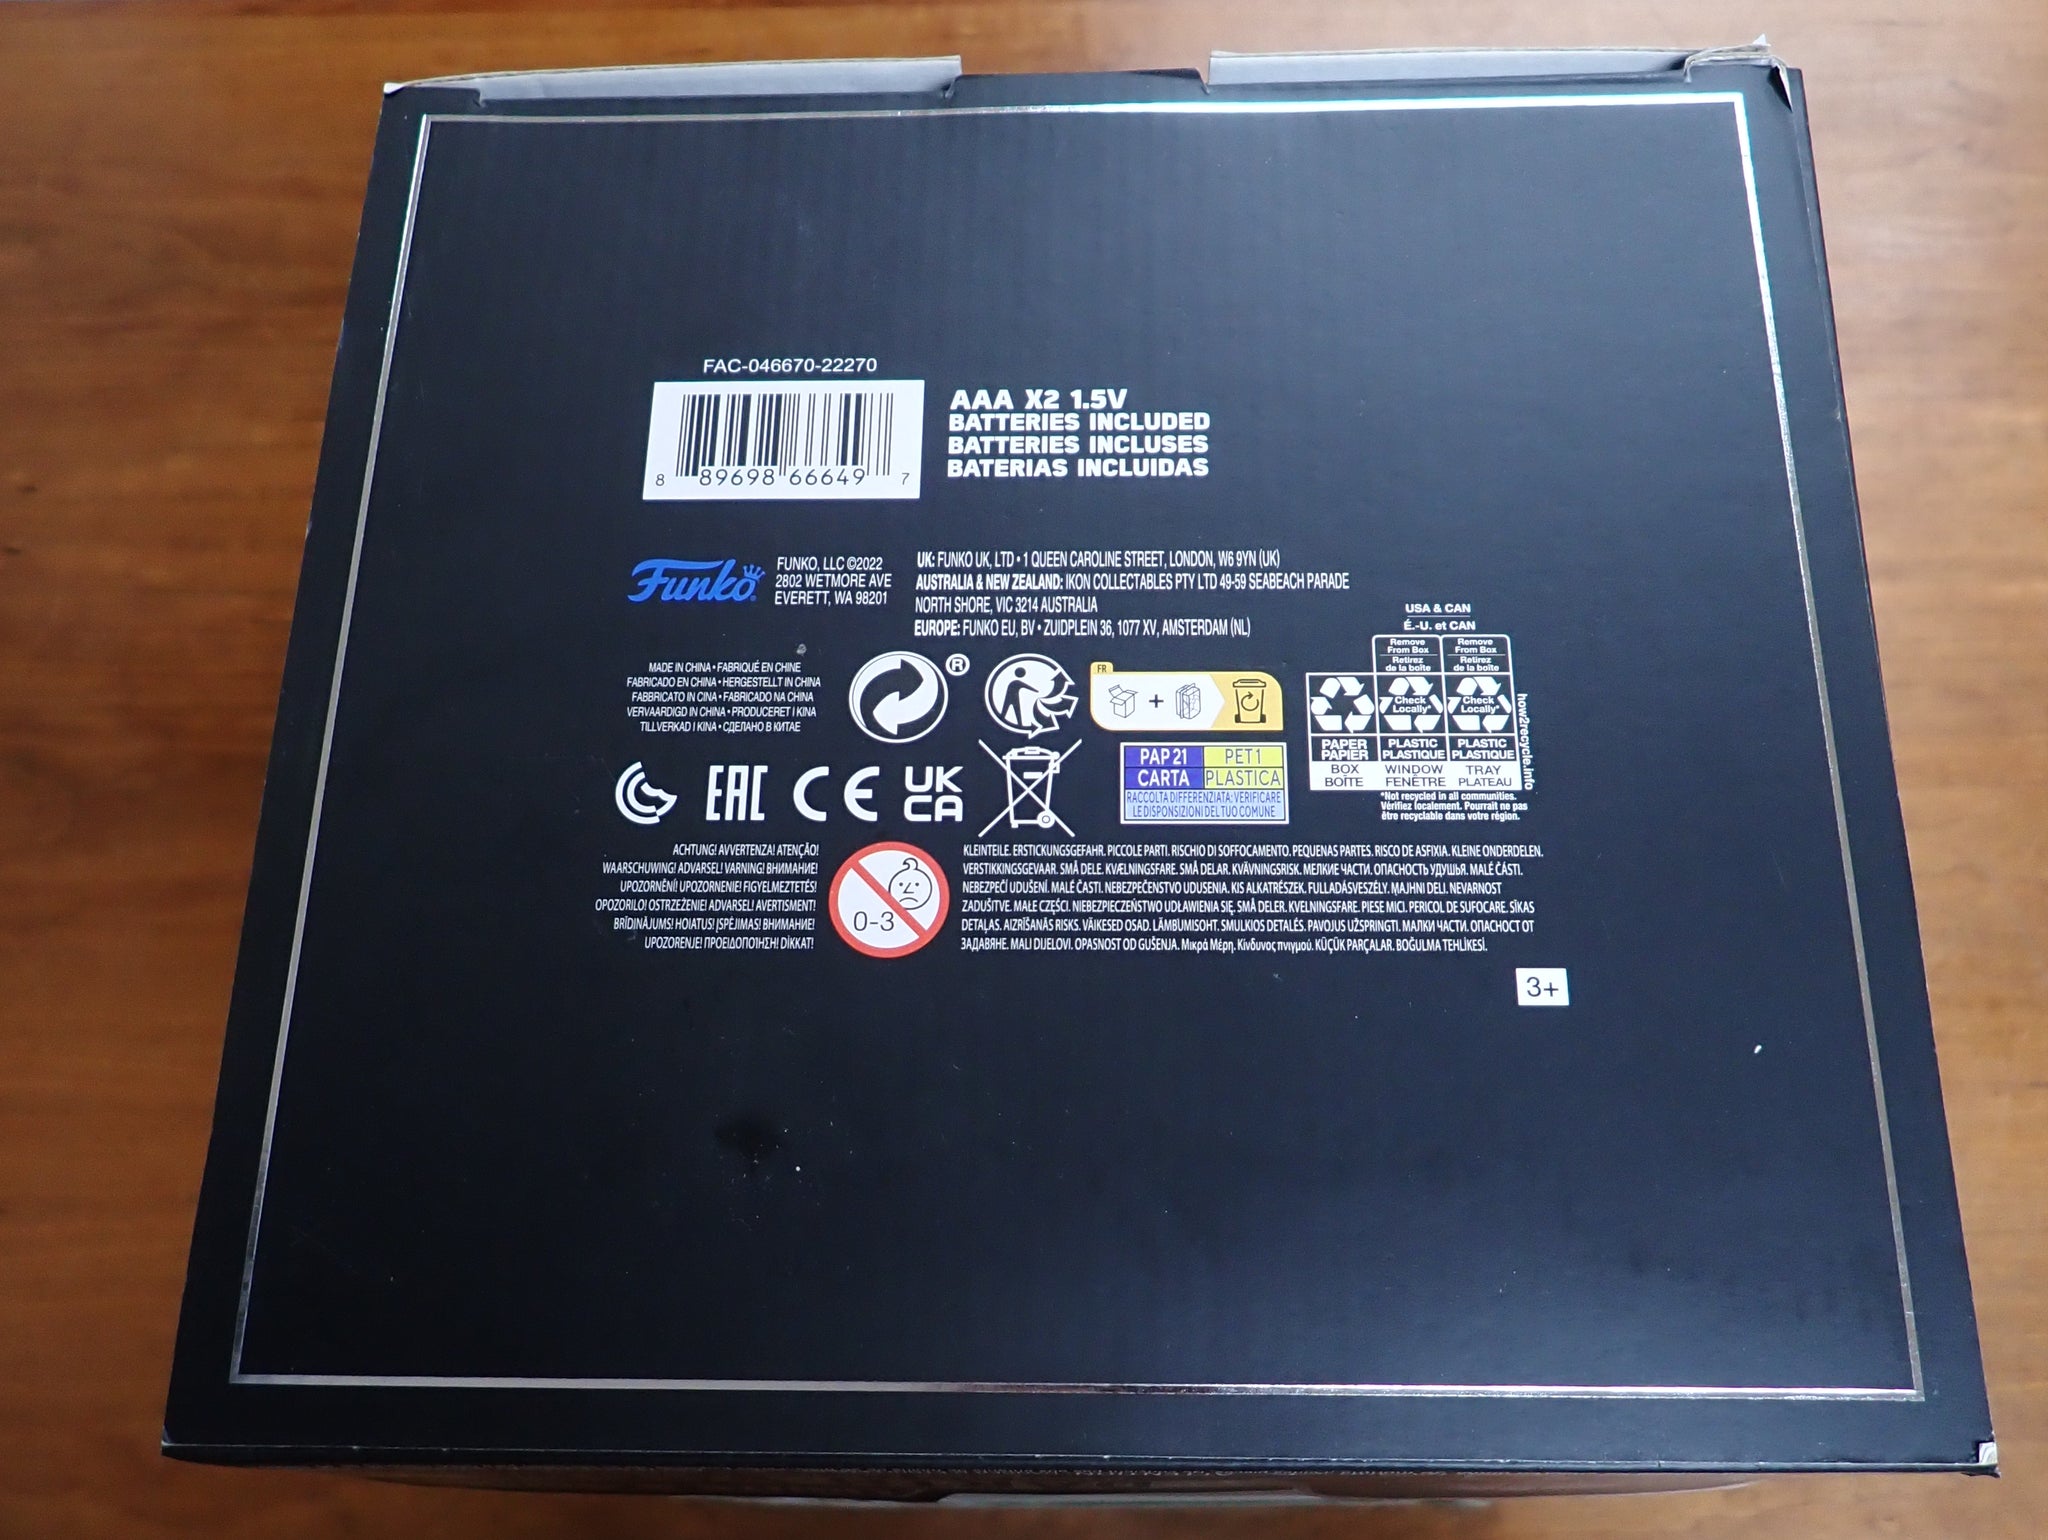 FAC-046670-22270
8 89698 66649 7
AAA X2 1.5V
BATTERIES INCLUDED
BATTERIES INCLUSES
BATERIAS INCLUIDAS
Funko
FUNKO, LLC ©2022
2802 WETMORE AVE
EVERETT, WA 98201
UK: FUNKO UK, LTD • 1 QUEEN CAROLINE STREET, LONDON, W6 9YN (UK)
AUSTRALIA & NEW ZEALAND: IKON COLLECTABLES PTY LTD 49-59 SEABEACH PARADE
NORTH SHORE, VIC 3214 AUSTRALIA
EUROPE: FUNKO EU, BV • ZUIDPLEIN 36, 1077 XV, AMSTERDAM (NL)
MADE IN CHINA • FABRIQUÉ EN CHINE
FABRICADO EN CHINA • HERGESTELLT IN CHINA
FABBRICATO IN CINA • FABRICADO NA CHINA
VERVAARDIGD IN CHINA • PRODUCERET I KINA
TILLVERKAD I KINA • СДЕЛАНО В КИТАЕ
®
FR
+
USA & CAN
É.-U. et CAN
Remove From Box Retirez de la boîte
Remove From Box Retirez de la boîte
Check Locally*
Check Locally*
PAPER PAPIER
PLASTIC PLASTIQUE
PLASTIC PLASTIQUE
BOX BOÎTE
WINDOW FENÊTRE
TRAY PLATEAU
how2recycle.info
*Not recycled in all communities.
Vérifiez localement. Pourrait ne pas
être recyclable dans votre région.
EAC CE UK CA
PAP 21 PET 1
CARTA PLASTICA
RACCOLTA DIFFERENZIATA: VERIFICARE
LE DISPOSIZIONI DEL TUO COMUNE
ACHTUNG! AVVERTENZA! ATENÇÃO!
WAARSCHUWING! ADVARSEL! VARNING! ВНИМАНИЕ!
UPOZORNĚNÍ! UPOZORNENIE! FIGYELMEZTETÉS!
OPOZORILO! OSTRZEŻENIE! ADVARSEL! AVERTISMENT!
BRĪDINĀJUMS! HOIATUS! ĮSPĖJIMAS! ВНИМАНИЕ!
UPOZORENJE! ΠΡΟΕΙΔΟΠΟΙΗΣΗ! DİKKAT!
0-3
KLEINTEILE. ERSTICKUNGSGEFAHR. PICCOLE PARTI. RISCHIO DI SOFFOCAMENTO. PEQUENAS PARTES. RISCO DE ASFIXIA. KLEINE ONDERDELEN.
VERSTIKKINGSGEVAAR. SMÅ DELE. KVÆLNINGSFARE. SMÅ DELAR. KVÄVNINGSRISK. МЕЛКИЕ ЧАСТИ. ОПАСНОСТЬ УДУШЬЯ. MALÉ ČÁSTI.
NEBEZPEČÍ UDUŠENÍ. MALÉ ČASTI. NEBEZPEČENSTVO UDUSENIA. KIS ALKATRÉSZEK. FULLADÁSVESZÉLY. MAJHNI DELI. NEVARNOST
ZADUŠITVE. MAŁE CZĘŚCI. NIEBEZPIECZEŃSTWO UDŁAWIENIA SIĘ. SMÅ DELER. KVELNINGSFARE. PIESE MICI. PERICOL DE SUFOCARE. SĪKAS
DETAĻAS. AIZRĪŠANĀS RISKS. VÄIKESED OSAD. LÄMBUMISOHT. SMULKIOS DETALĖS. PAVOJUS UŽSPRINGTI. МАЛКИ ЧАСТИ. ОПАСНОСТ ОТ
ЗАДАВЯНЕ. MALI DIJELOVI. OPASNOST OD GUŠENJA. Μικρά Μέρη. Κίνδυνος πνιγμού. KÜÇÜK PARÇALAR. BOĞULMA TEHLİKESİ.
3+